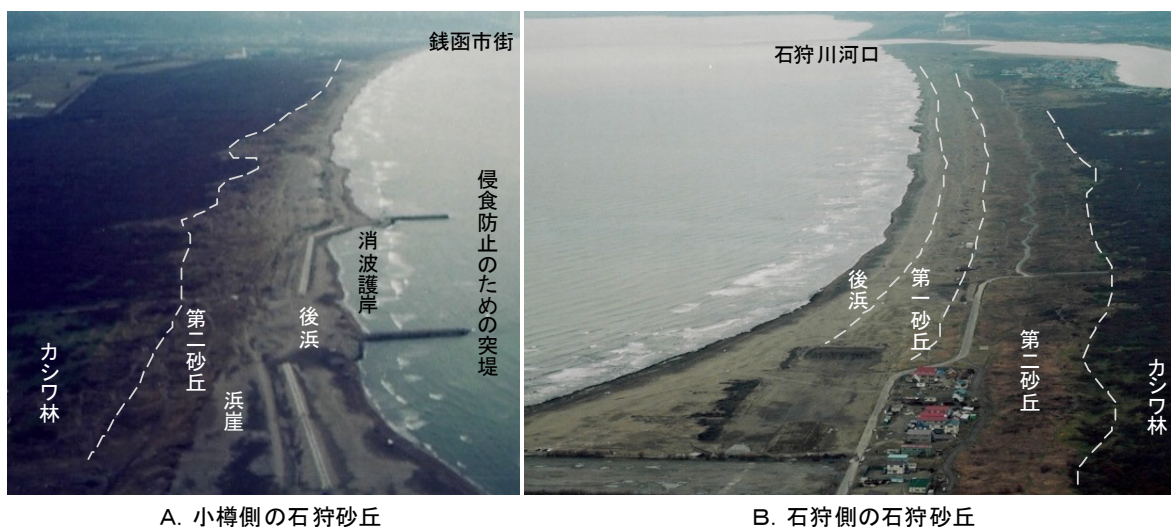 銭函市街
侵食防止のための突堤
消波護岸
後浜
第二砂丘
浜崖
カシワ林
A. 小樽側の石狩砂丘
石狩川河口
後浜
第一砂丘
第二砂丘
カシワ林
B. 石狩側の石狩砂丘